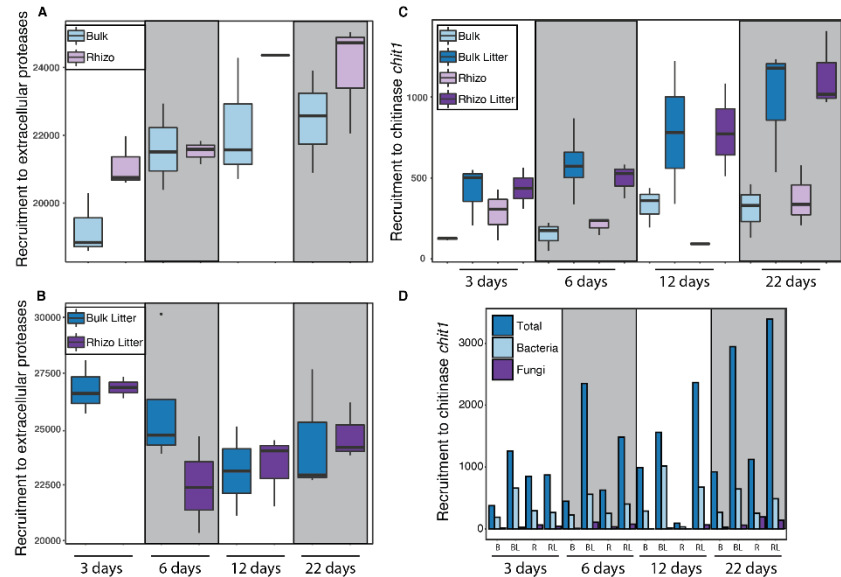 A
Recruitment to extracellular proteases
Bulk
Rhizo
24000
22000
20000
B
Recruitment to extracellular proteases
Bulk Litter
Rhizo Litter
30000
27500
25000
22500
20000
3 days
6 days
12 days
22 days
C
Recruitment to chitinase chit1
Bulk
Bulk Litter
Rhizo
Rhizo Litter
1000
500
0
3 days
6 days
12 days
22 days
D
Recruitment to chitinase chit1
Total
Bacteria
Fungi
3000
2000
1000
0
B BL R RL B BL R RL B BL R RL B BL R RL
3 days
6 days
12 days
22 days